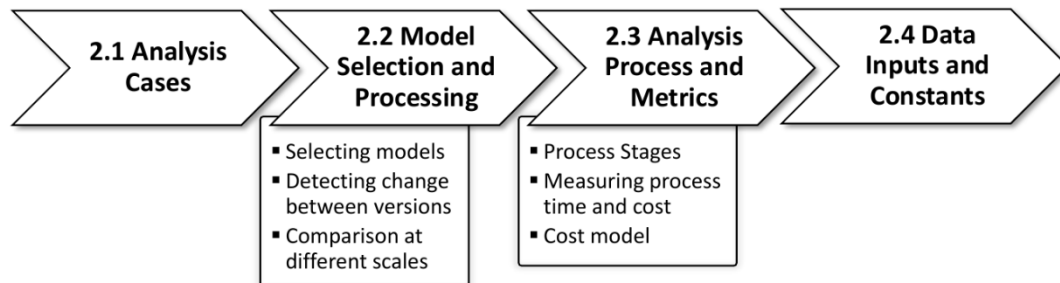 2.1 Analysis
Cases
2.2 Model
Selection and
Processing
▪ Selecting models
▪ Detecting change
between versions
▪ Comparison at
different scales
2.3 Analysis
Process and
Metrics
▪ Process Stages
▪ Measuring process
time and cost
▪ Cost model
2.4 Data
Inputs and
Constants